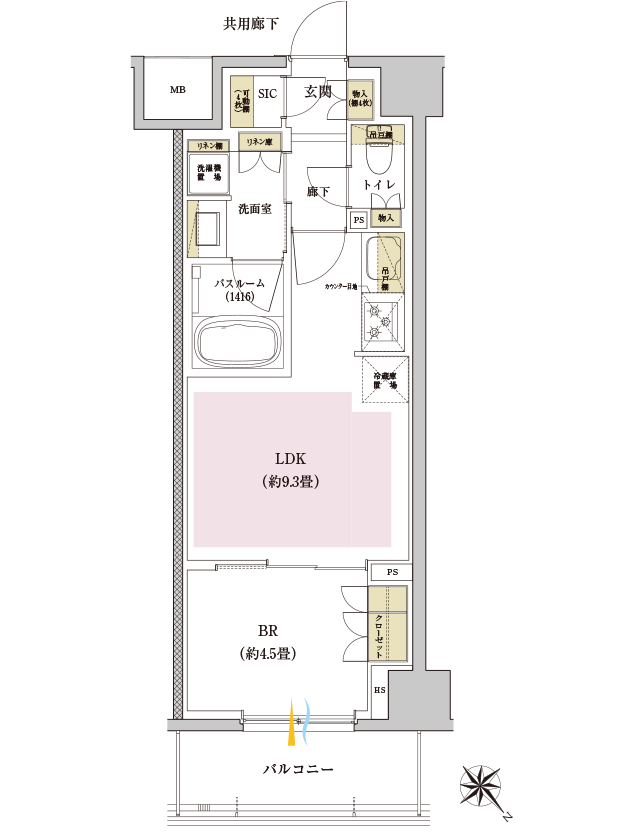 共用廊下
MB
可動棚
(4枚)
SIC
玄関
物入
(棚4枚)
吊戸棚
リネン棚
リネン庫
洗濯機
置場
洗面室
廊下
トイレ
PS
物入
バスルーム
(1416)
カウンター目地
吊戸棚
冷蔵庫
置場
LDK
(約9.3畳)
PS
BR
(約4.5畳)
クローゼット
HS
バルコニー
N